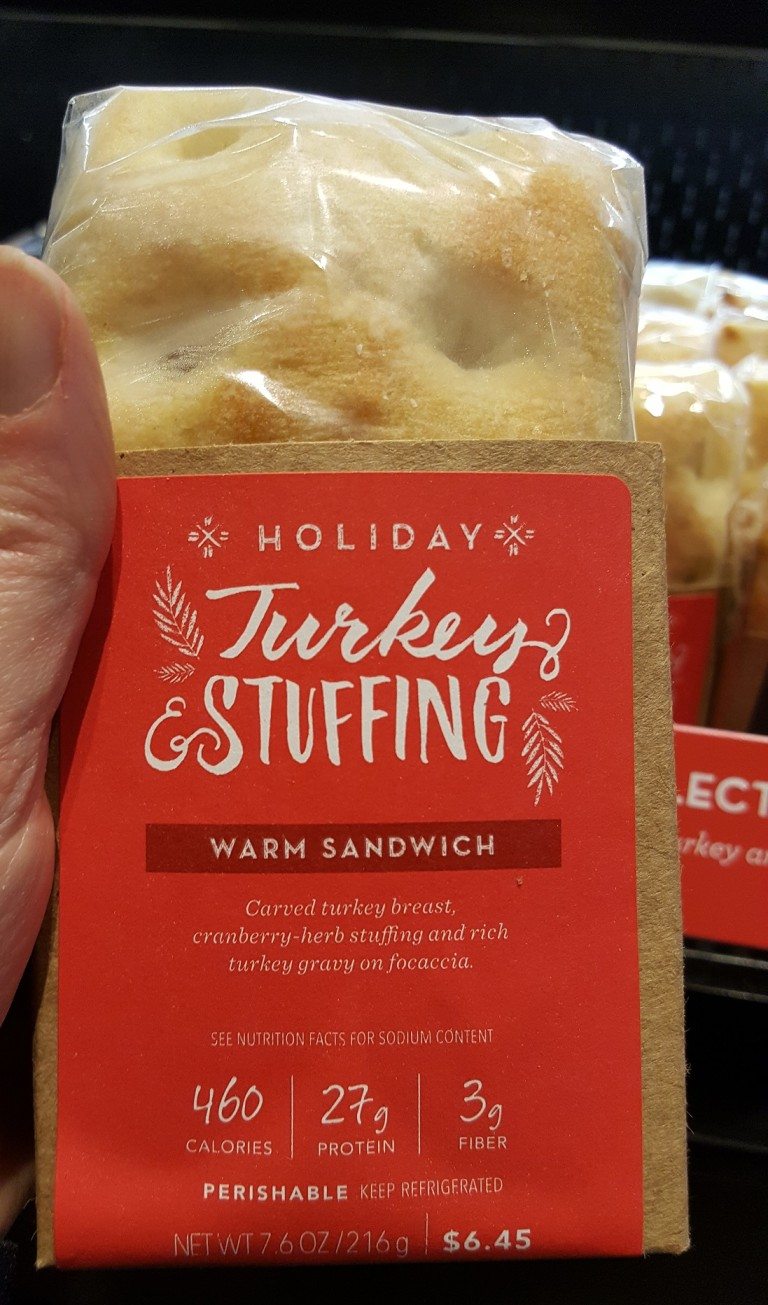 HOLIDAY
Turkey
& STUFFING
WARM SANDWICH
Carved turkey breast,
cranberry-herb stuffing and rich
turkey gravy on focaccia.
SEE NUTRITION FACTS FOR SODIUM CONTENT
460 27g 3g
CALORIES PROTEIN FIBER
PERISHABLE KEEP REFRIGERATED
NET WT 7.6 OZ/216g $6.45